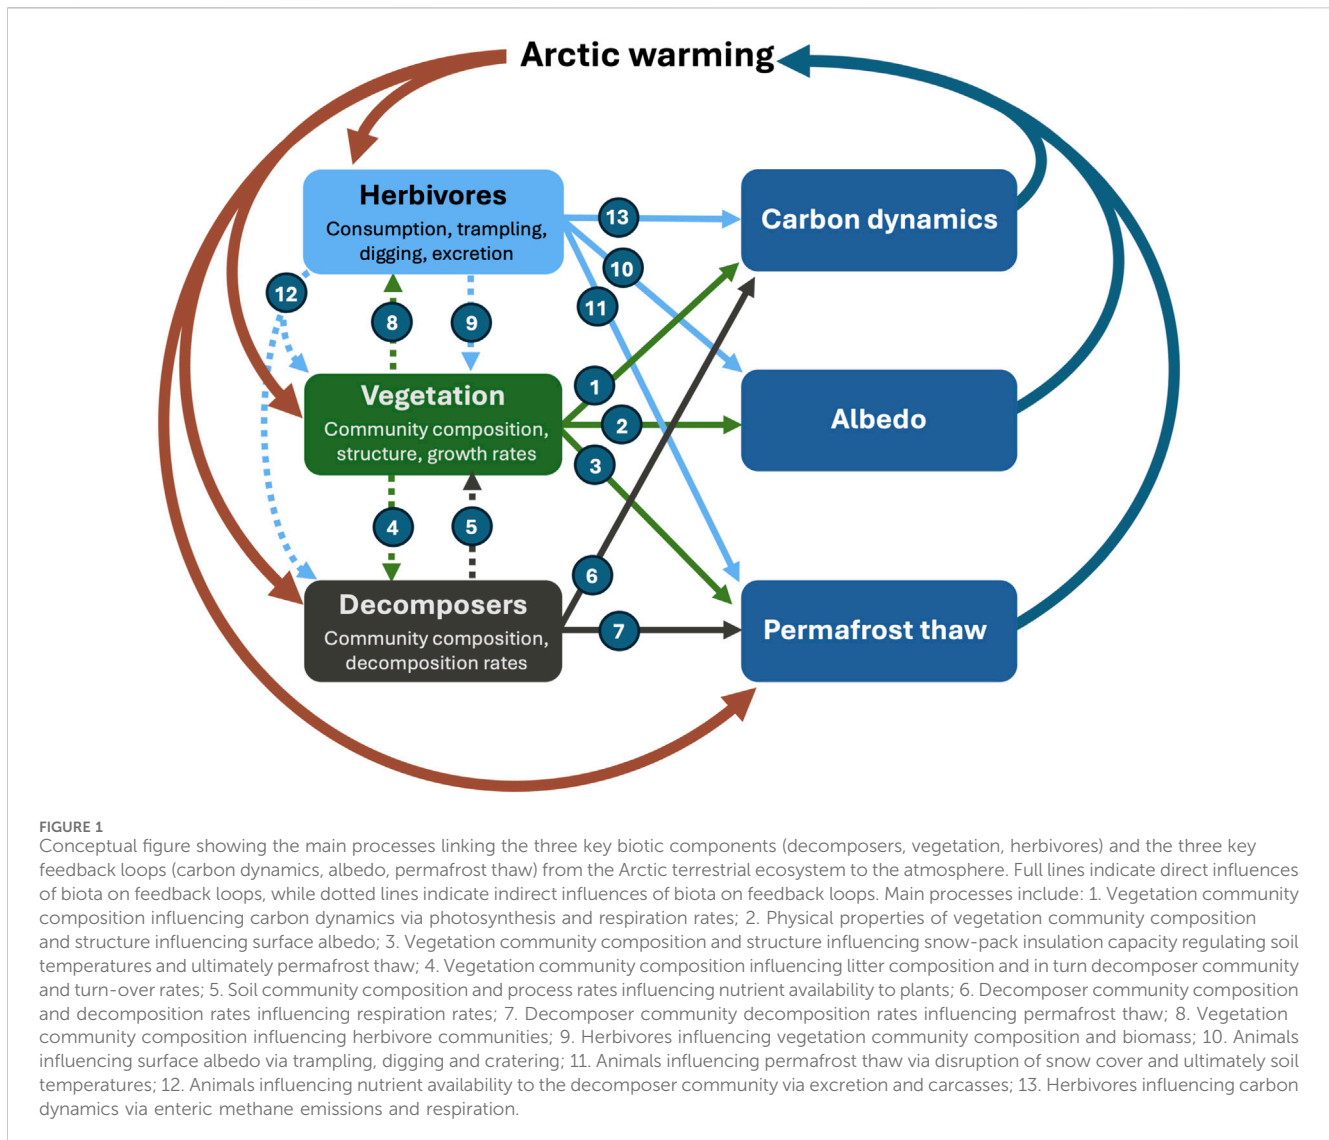 Arctic warming
Herbivores
Consumption, trampling,
digging, excretion
13
10
11
12
8
9
Carbon dynamics
Vegetation
Community composition,
structure, growth rates
1
2
3
Albedo
4
5
Decomposers
Community composition,
decomposition rates
6
7
Permafrost thaw
FIGURE 1
Conceptual figure showing the main processes linking the three key biotic components (decomposers, vegetation, herbivores) and the three key
feedback loops (carbon dynamics, albedo, permafrost thaw) from the Arctic terrestrial ecosystem to the atmosphere. Full lines indicate direct influences
of biota on feedback loops, while dotted lines indicate indirect influences of biota on feedback loops. Main processes include: 1. Vegetation community
composition influencing carbon dynamics via photosynthesis and respiration rates; 2. Physical properties of vegetation community composition
and structure influencing surface albedo; 3. Vegetation community composition and structure influencing snow-pack insulation capacity regulating soil
temperatures and ultimately permafrost thaw; 4. Vegetation community composition influencing litter composition and in turn decomposer community
and turn-over rates; 5. Soil community composition and process rates influencing nutrient availability to plants; 6. Decomposer community composition
and decomposition rates influencing respiration rates; 7. Decomposer community decomposition rates influencing permafrost thaw; 8. Vegetation
community composition influencing herbivore communities; 9. Herbivores influencing vegetation community composition and biomass; 10. Animals
influencing surface albedo via trampling, digging and cratering; 11. Animals influencing permafrost thaw via disruption of snow cover and ultimately soil
temperatures; 12. Animals influencing nutrient availability to the decomposer community via excretion and carcasses; 13. Herbivores influencing carbon
dynamics via enteric methane emissions and respiration.